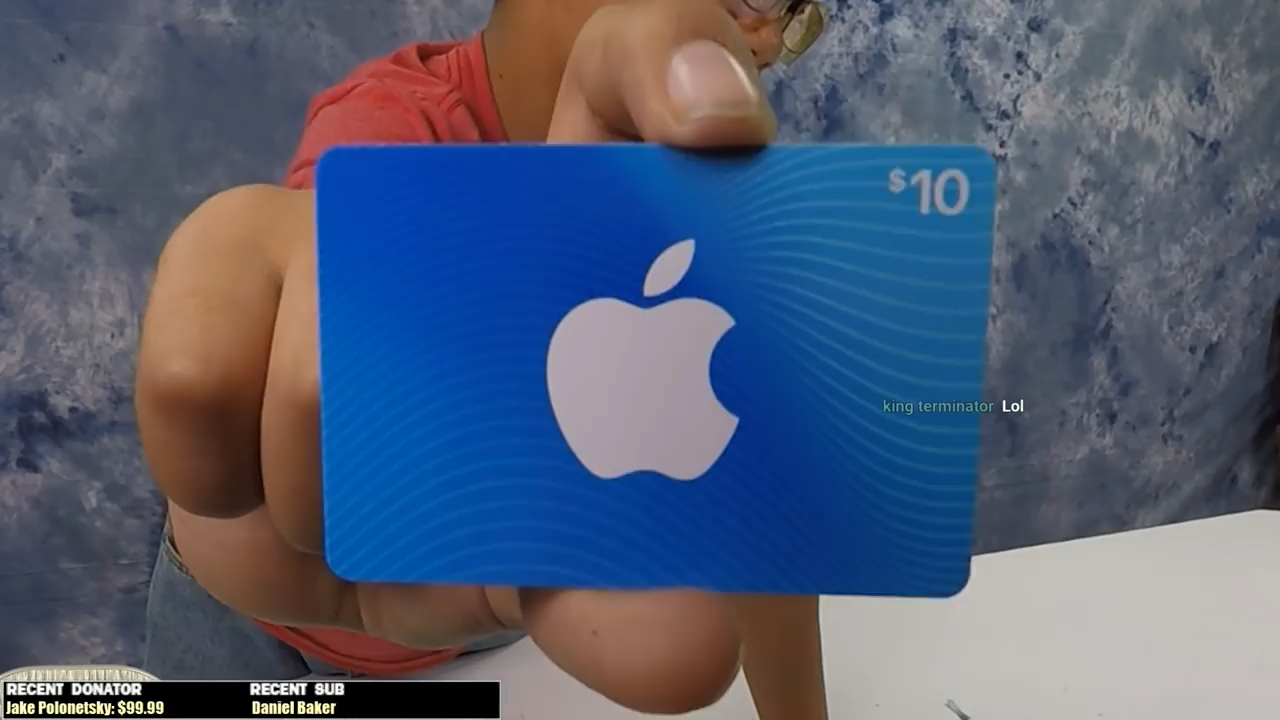 $10
king terminator Lol
RECENT DONATOR RECENT SUB
Jake Polonetsky: $99.99 Daniel Baker